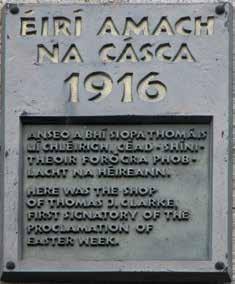 ÉIRÍ AMACH
NA CÁSCA
1916
ANSEO A BHÍ SIOPA THOMÁIS
UÍ CHLÉIRIGH, CÉAD-SHÍNI-
THEOIR FORÓGRA PHOB-
LACHT NA HÉIREANN.
HERE WAS THE SHOP
OF THOMAS J. CLARKE
FIRST SIGNATORY OF THE
PROCLAMATION OF
EASTER WEEK.